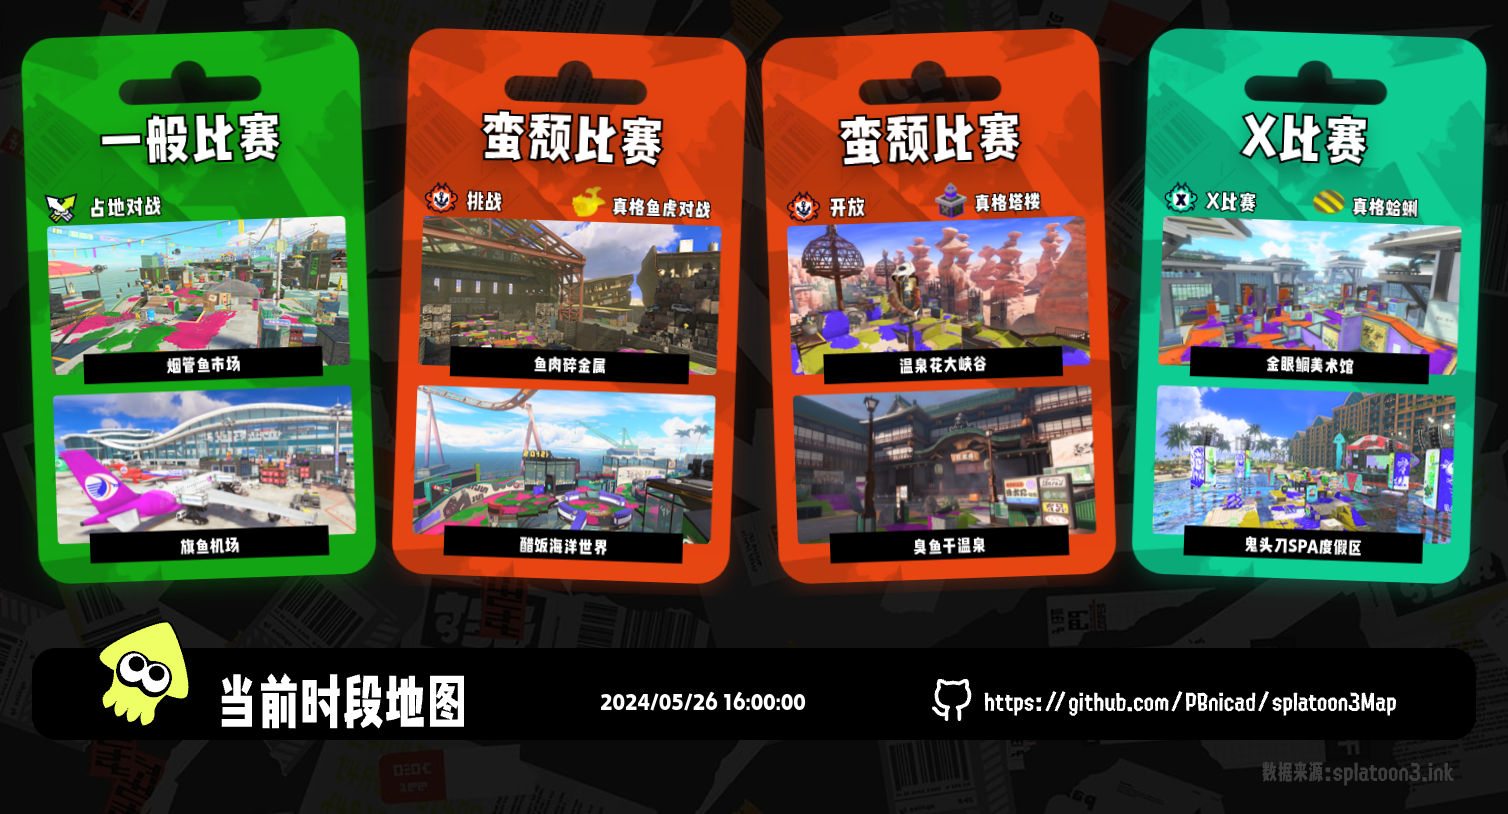 一般比赛
占地对战
烟管鱼市场
旗鱼机场
蛮颓比赛
挑战
真格鱼虎对战
鱼肉碎金属
醋饭海洋世界
蛮颓比赛
开放
真格塔楼
温泉花大峡谷
臭鱼干温泉
X比赛
X比赛
真格蛤蜊
金眼鲷美术馆
鬼头刀SPA度假区
当前时段地图
2024/05/26 16:00:00
https://github.com/PBnicad/splatoon3Map
数据来源:splatoon3.ink